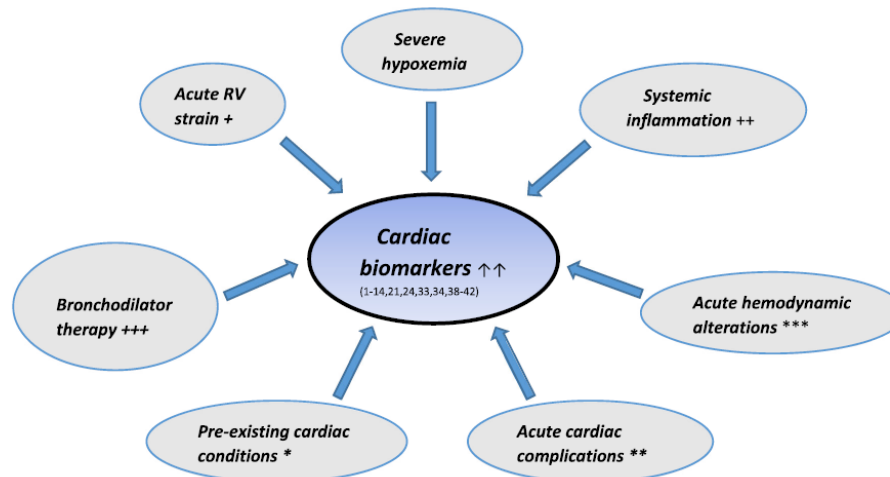 Severe
hypoxemia
Acute RV
strain +
Systemic
inflammation ++
Cardiac
biomarkers ↑↑
(1-14,21,24,33,34,38-42)
Bronchodilator
therapy +++
Acute hemodynamic
alterations ***
Pre-existing cardiac
conditions *
Acute cardiac
complications **